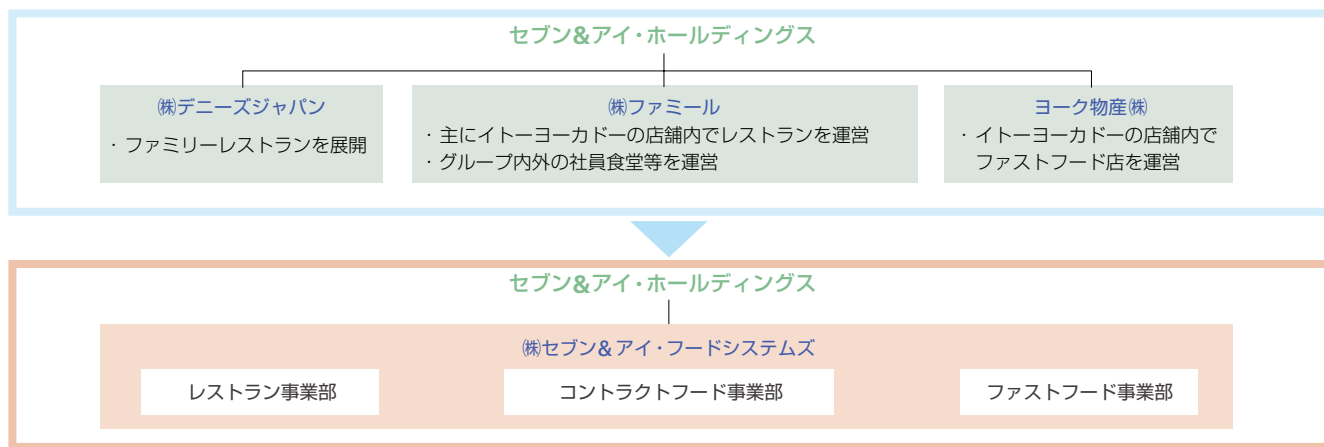 セブン&アイ・ホールディングス
㈱デニーズジャパン
・ファミリーレストランを展開
㈱ファミール
・主にイトーヨーカドーの店舗内でレストランを運営
・グループ内外の社員食堂等を運営
ヨーク物産㈱
・イトーヨーカドーの店舗内で
ファストフード店を運営
セブン&アイ・ホールディングス
㈱セブン&アイ・フードシステムズ
レストラン事業部
コントラクトフード事業部
ファストフード事業部